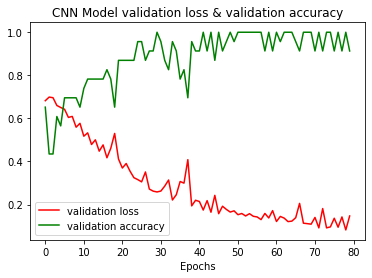 CNN Model validation loss & validation accuracy
1.0
0.8
0.6
0.4
0.2
validation loss
validation accuracy
0 10 20 30 40 50 60 70 80
Epochs